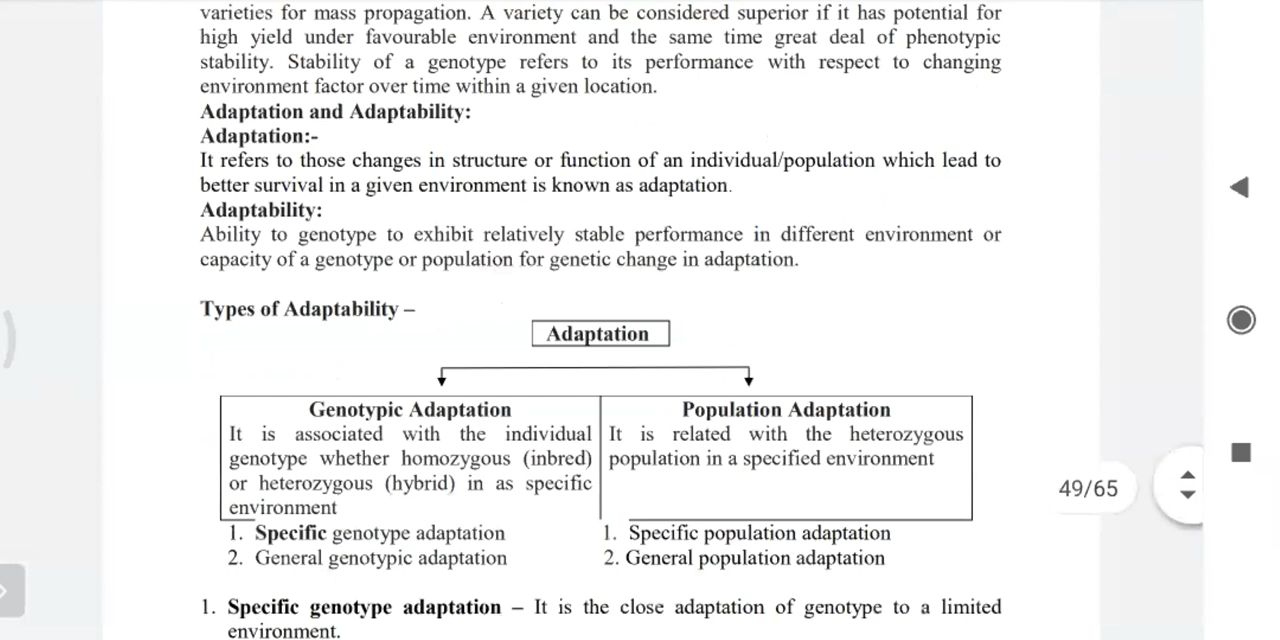 varieties for mass propagation. A variety can be considered superior if it has potential for
high yield under favourable environment and the same time great deal of phenotypic
stability. Stability of a genotype refers to its performance with respect to changing
environment factor over time within a given location.
Adaptation and Adaptability:
Adaptation:-
It refers to those changes in structure or function of an individual/population which lead to
better survival in a given environment is known as adaptation.
Adaptability:
Ability to genotype to exhibit relatively stable performance in different environment or
capacity of a genotype or population for genetic change in adaptation.
Types of Adaptability –
Adaptation
Genotypic Adaptation
It is associated with the individual
genotype whether homozygous (inbred)
or heterozygous (hybrid) in as specific
environment
Population Adaptation
It is related with the heterozygous
population in a specified environment
1. Specific genotype adaptation
2. General genotypic adaptation
1. Specific population adaptation
2. General population adaptation
49/65
1. Specific genotype adaptation – It is the close adaptation of genotype to a limited
environment.